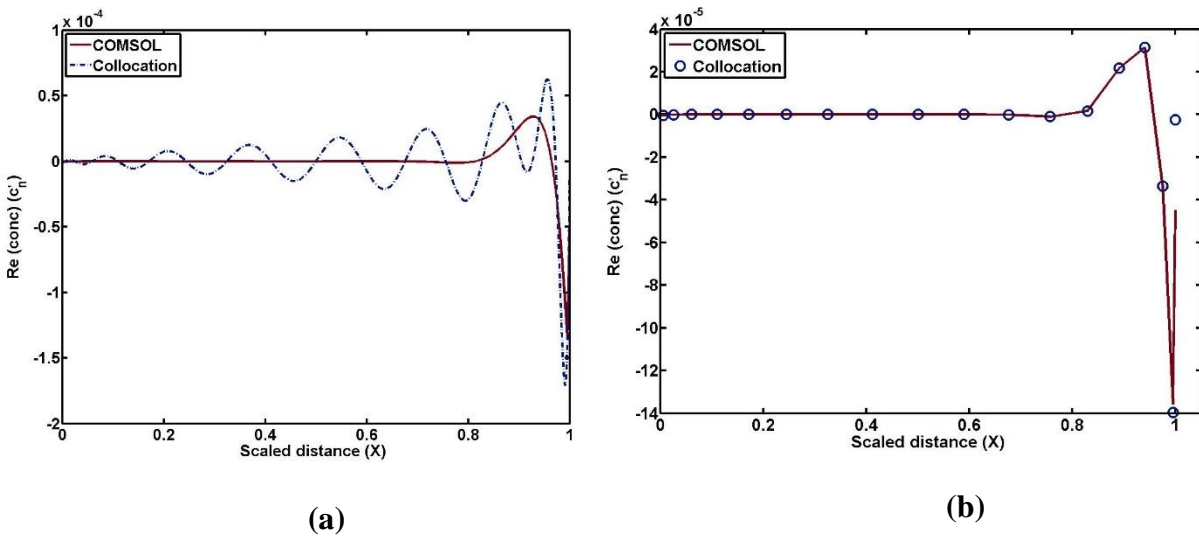 x 10⁻⁴
1
0.5
0
-0.5
-1
-1.5
-2
0
0.2
0.4
0.6
0.8
1
Re (conc) (c'n)
Scaled distance (X)
COMSOL
Collocation
(a)
x 10⁻⁵
4
2
0
-2
-4
-6
-8
-10
-12
-14
0
0.2
0.4
0.6
0.8
1
Re (conc) (c'n)
Scaled distance (X)
COMSOL
Collocation
(b)